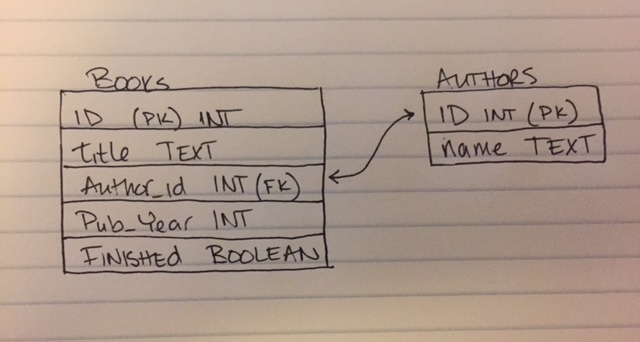 Books
ID (PK) INT
title TEXT
Author_id INT (FK)
Pub_Year INT
FINISHED BOOLEAN
AUTHORS
ID INT (PK)
name TEXT